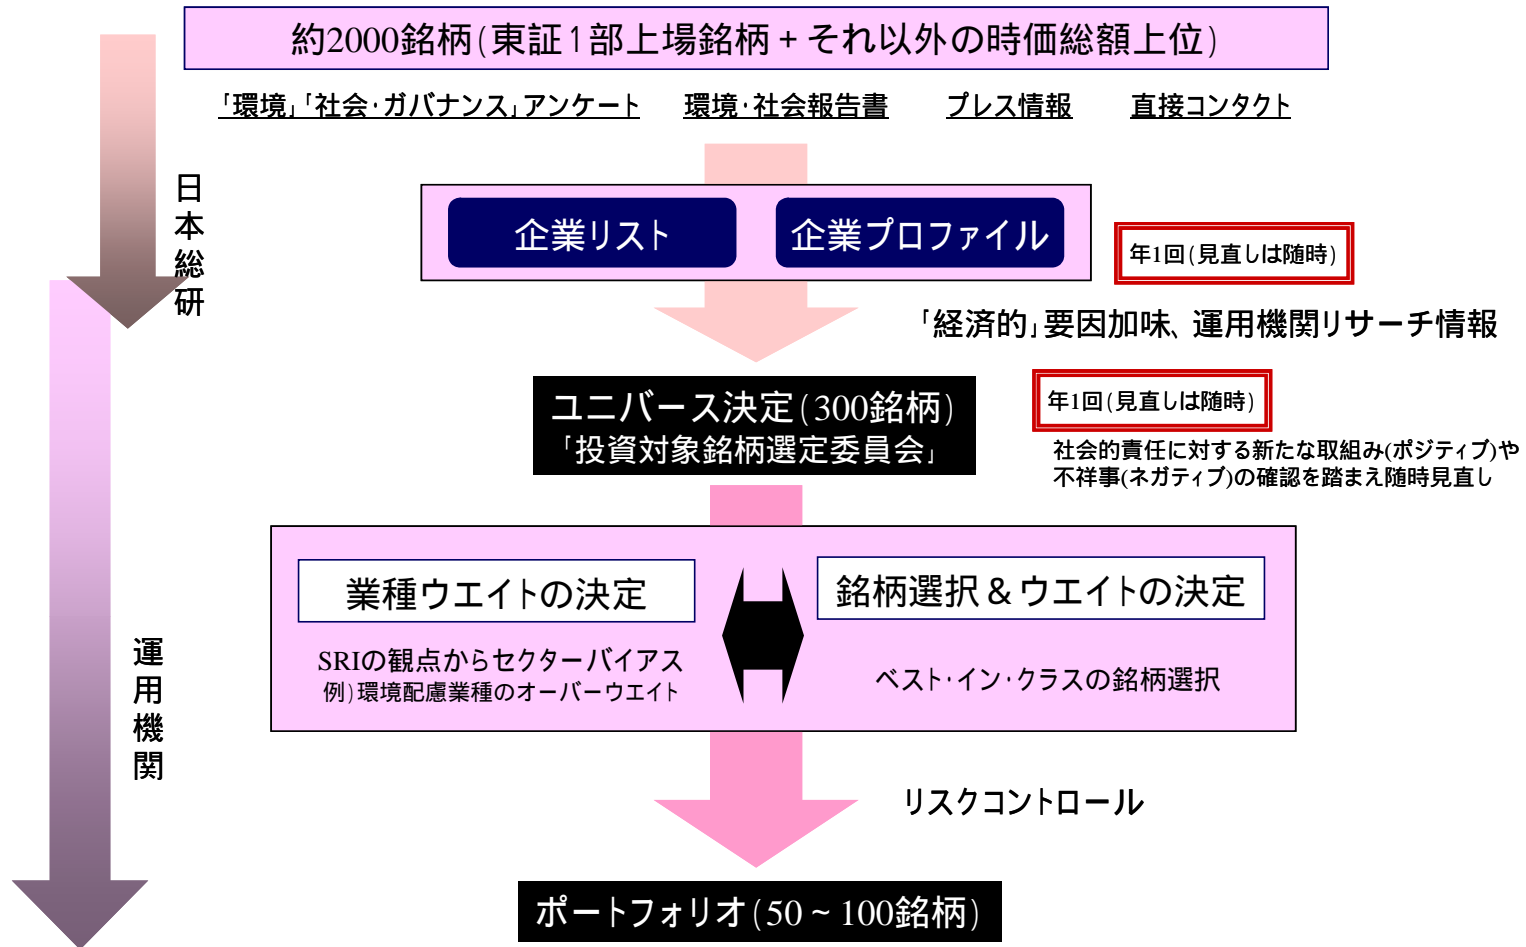 約2000銘柄(東証1部上場銘柄+それ以外の時価総額上位)
「環境」「社会・ガバナンス」アンケート 環境・社会報告書 プレス情報 直接コンタクト
日本総研
企業リスト 企業プロファイル
年1回(見直しは随時)
「経済的」要因加味、運用機関リサーチ情報
ユニバース決定(300銘柄)
「投資対象銘柄選定委員会」
年1回(見直しは随時)
社会的責任に対する新たな取組み(ポジティブ)や
不祥事(ネガティブ)の確認を踏まえ随時見直し
運用機関
業種ウエイトの決定
SRIの観点からセクターバイアス
例)環境配慮業種のオーバーウエイト
銘柄選択&ウエイトの決定
ベスト・イン・クラスの銘柄選択
リスクコントロール
ポートフォリオ(50~100銘柄)